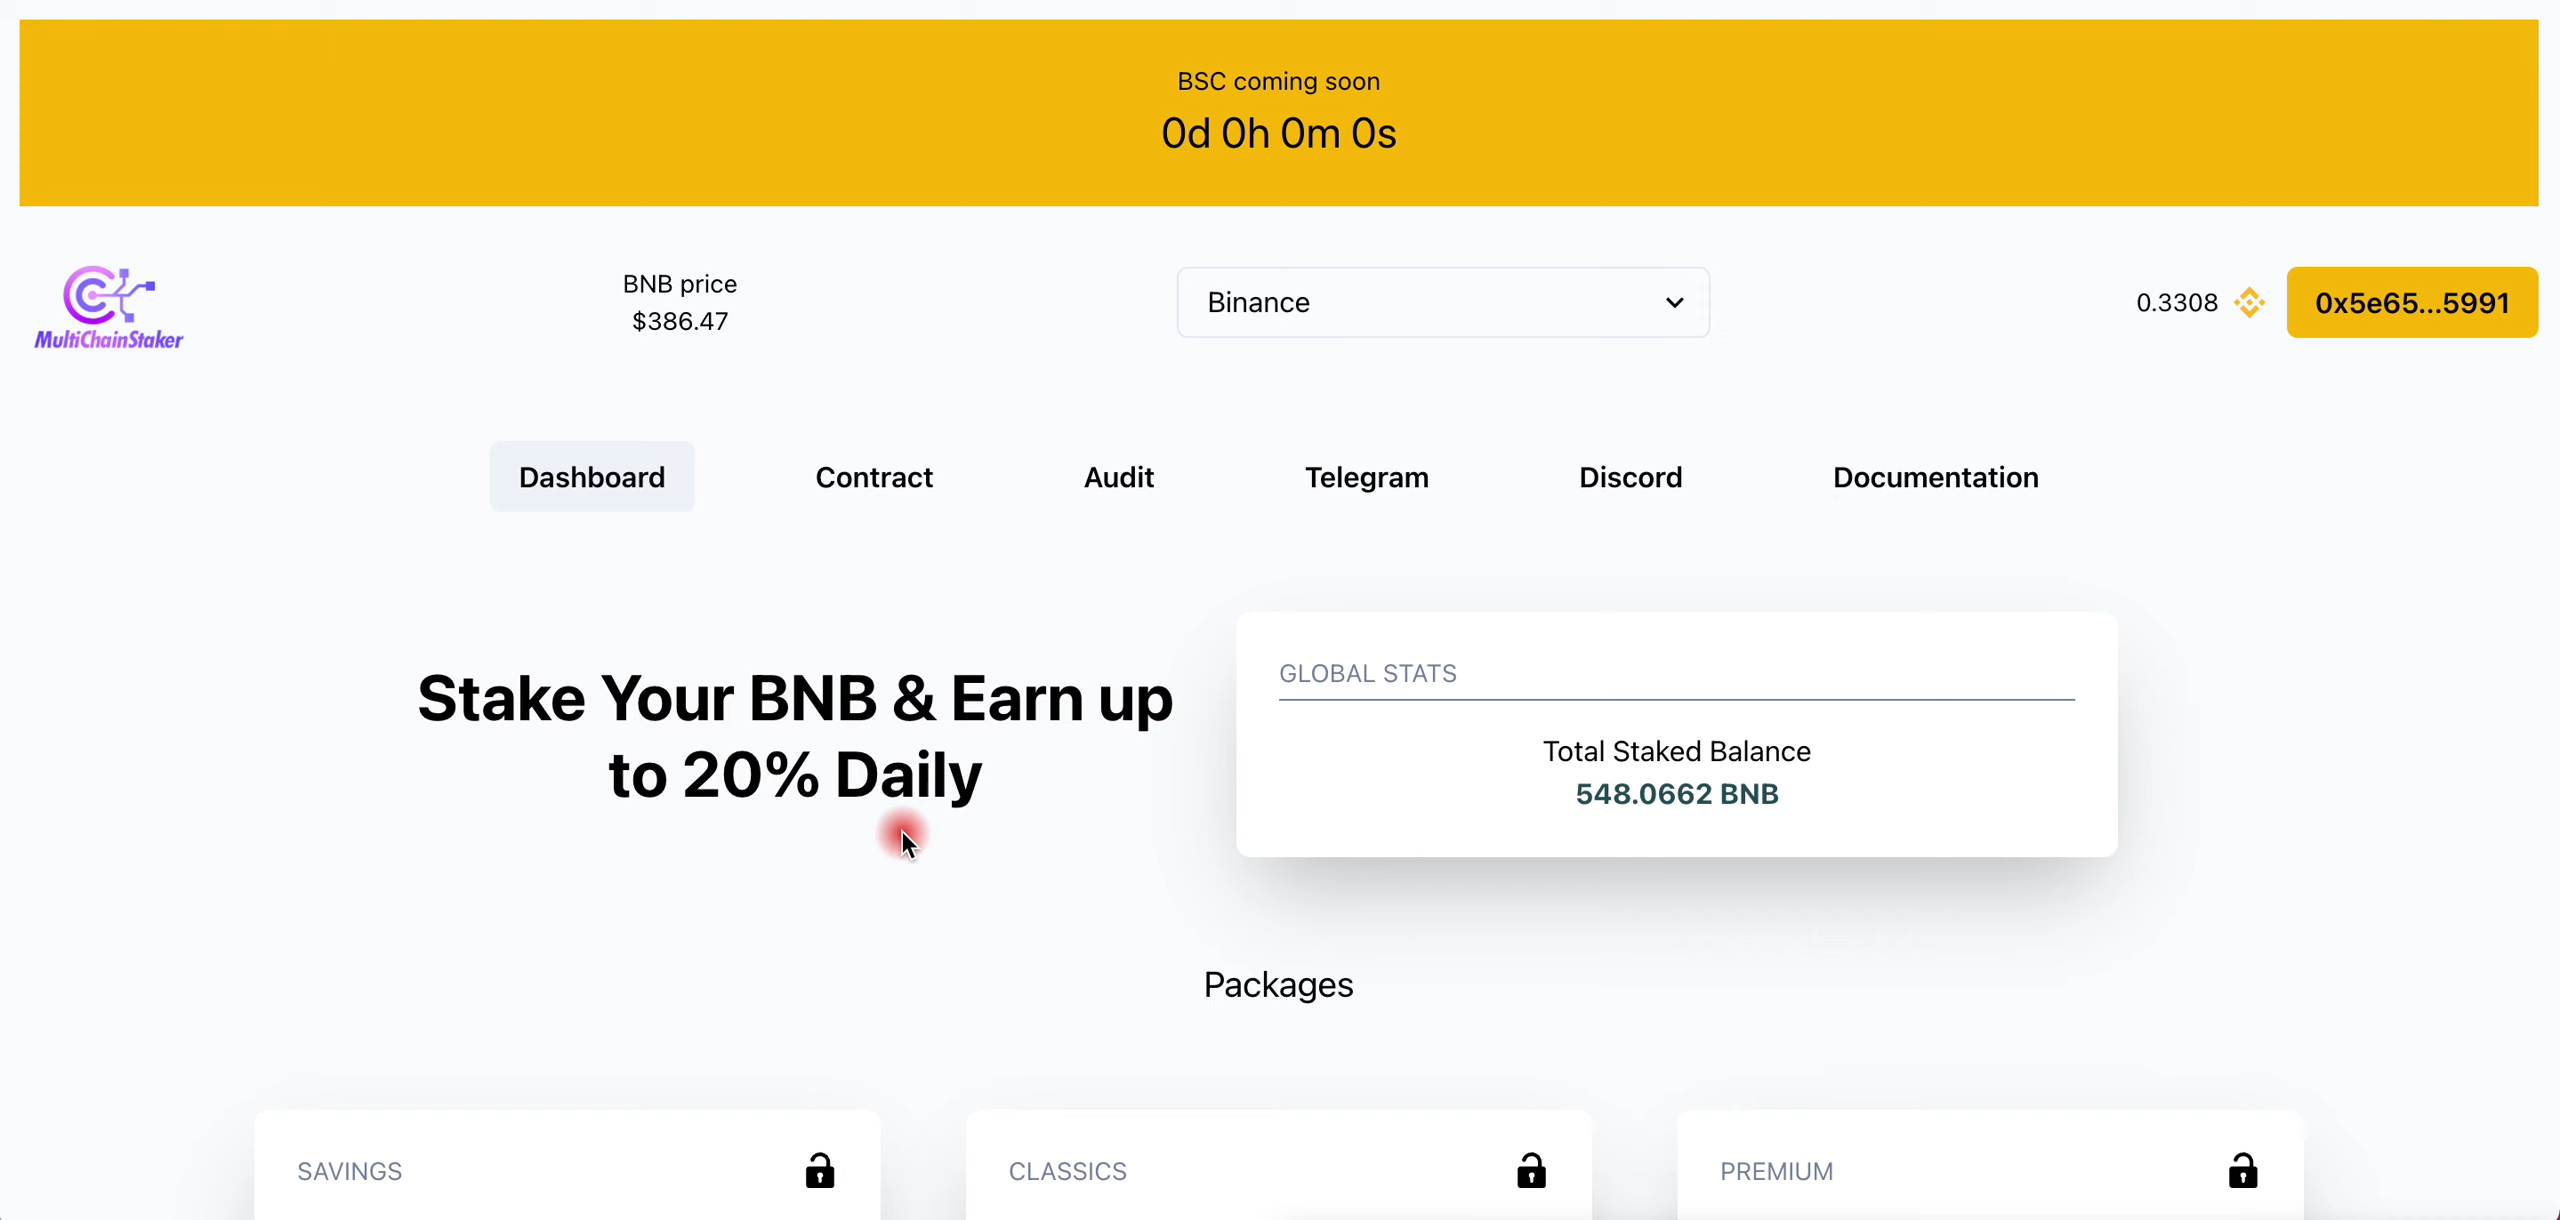 BSC coming soon
0d 0h 0m 0s
MultiChainStaker
BNB price
$386.47
Binance
0.3308
0x5e65...5991
Dashboard
Contract
Audit
Telegram
Discord
Documentation
Stake Your BNB & Earn up
to 20% Daily
GLOBAL STATS
Total Staked Balance
548.0662 BNB
Packages
SAVINGS
CLASSICS
PREMIUM